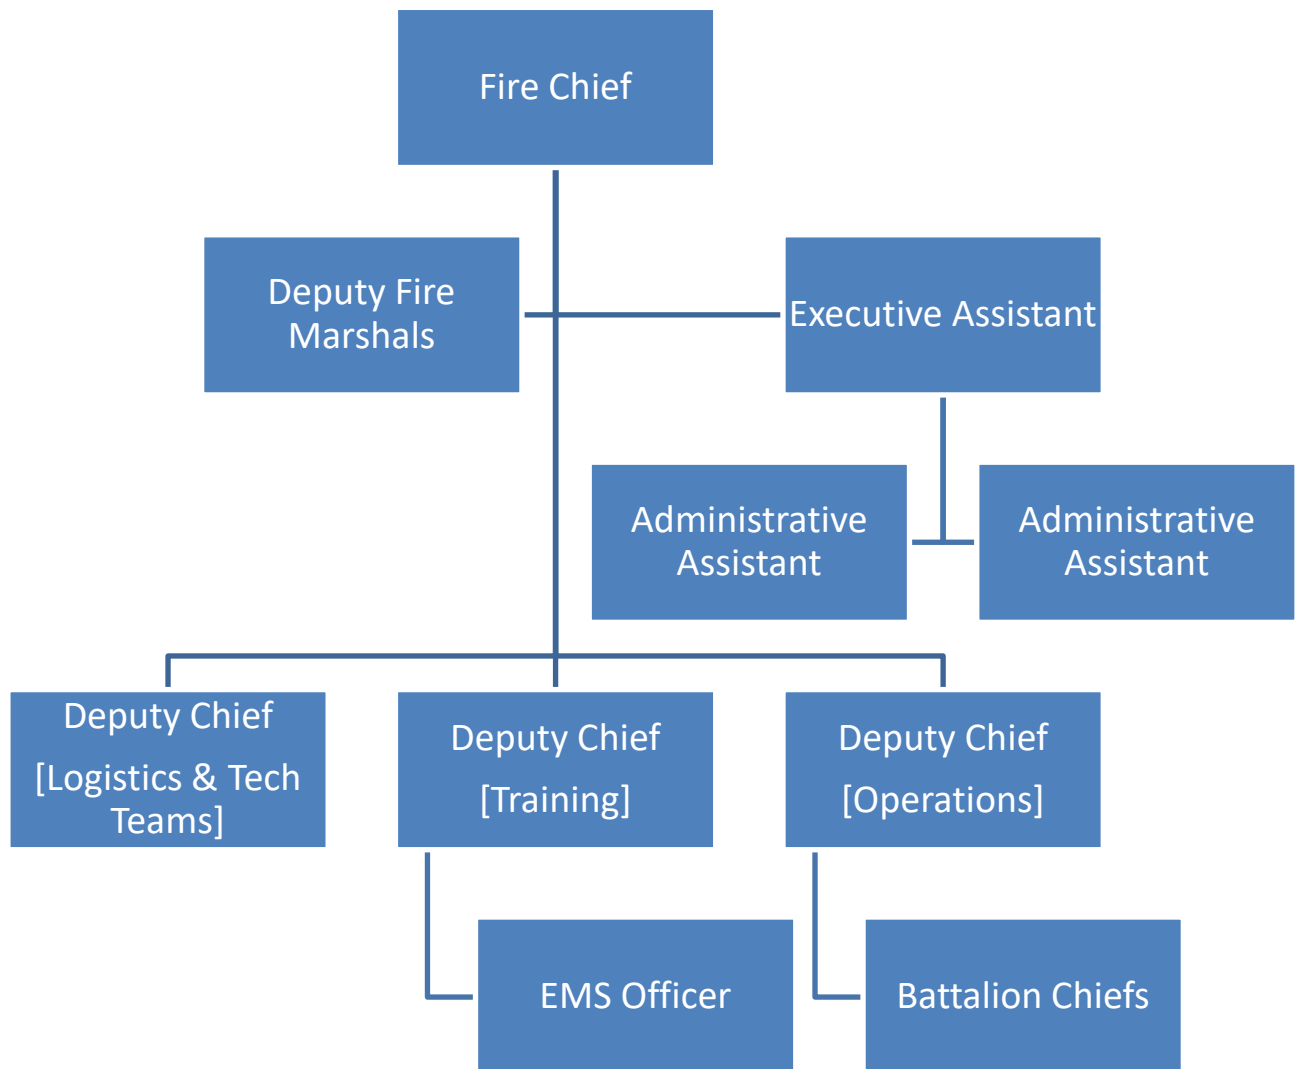 Fire Chief
Deputy Fire
Marshals
Executive Assistant
Administrative
Assistant
Administrative
Assistant
Deputy Chief
[Logistics & Tech
Teams]
Deputy Chief
[Training]
Deputy Chief
[Operations]
EMS Officer
Battalion Chiefs